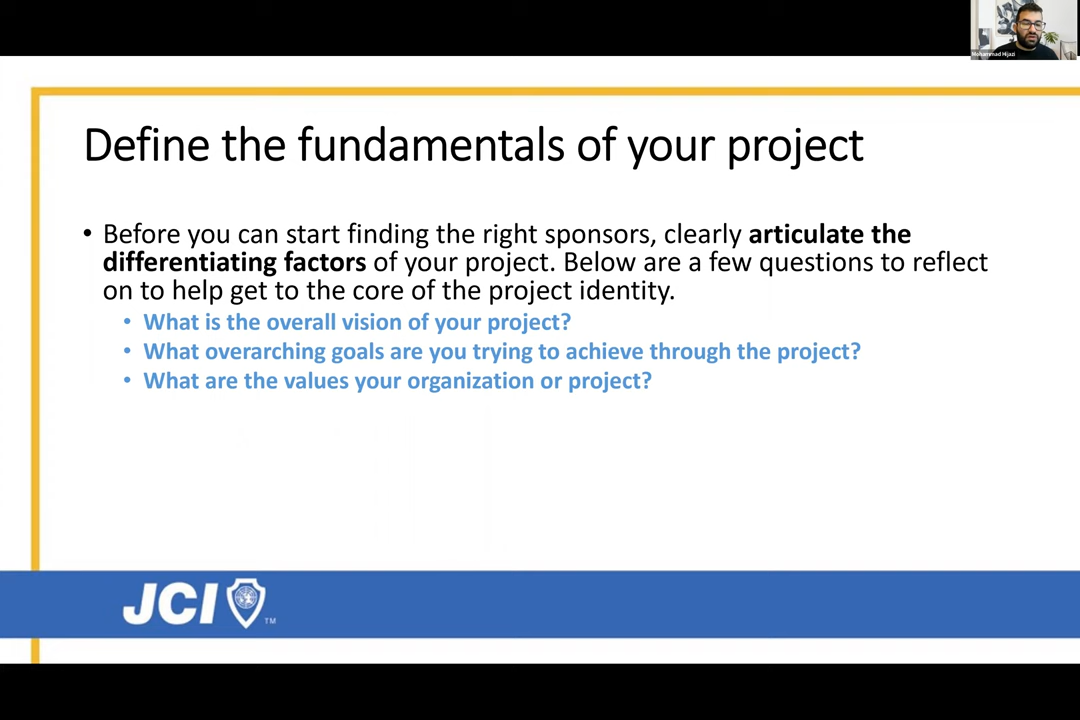 Mohammad Hijazi
Define the fundamentals of your project
• Before you can start finding the right sponsors, clearly articulate the
differentiating factors of your project. Below are a few questions to reflect
on to help get to the core of the project identity.
• What is the overall vision of your project?
• What overarching goals are you trying to achieve through the project?
• What are the values your organization or project?
JCI TM